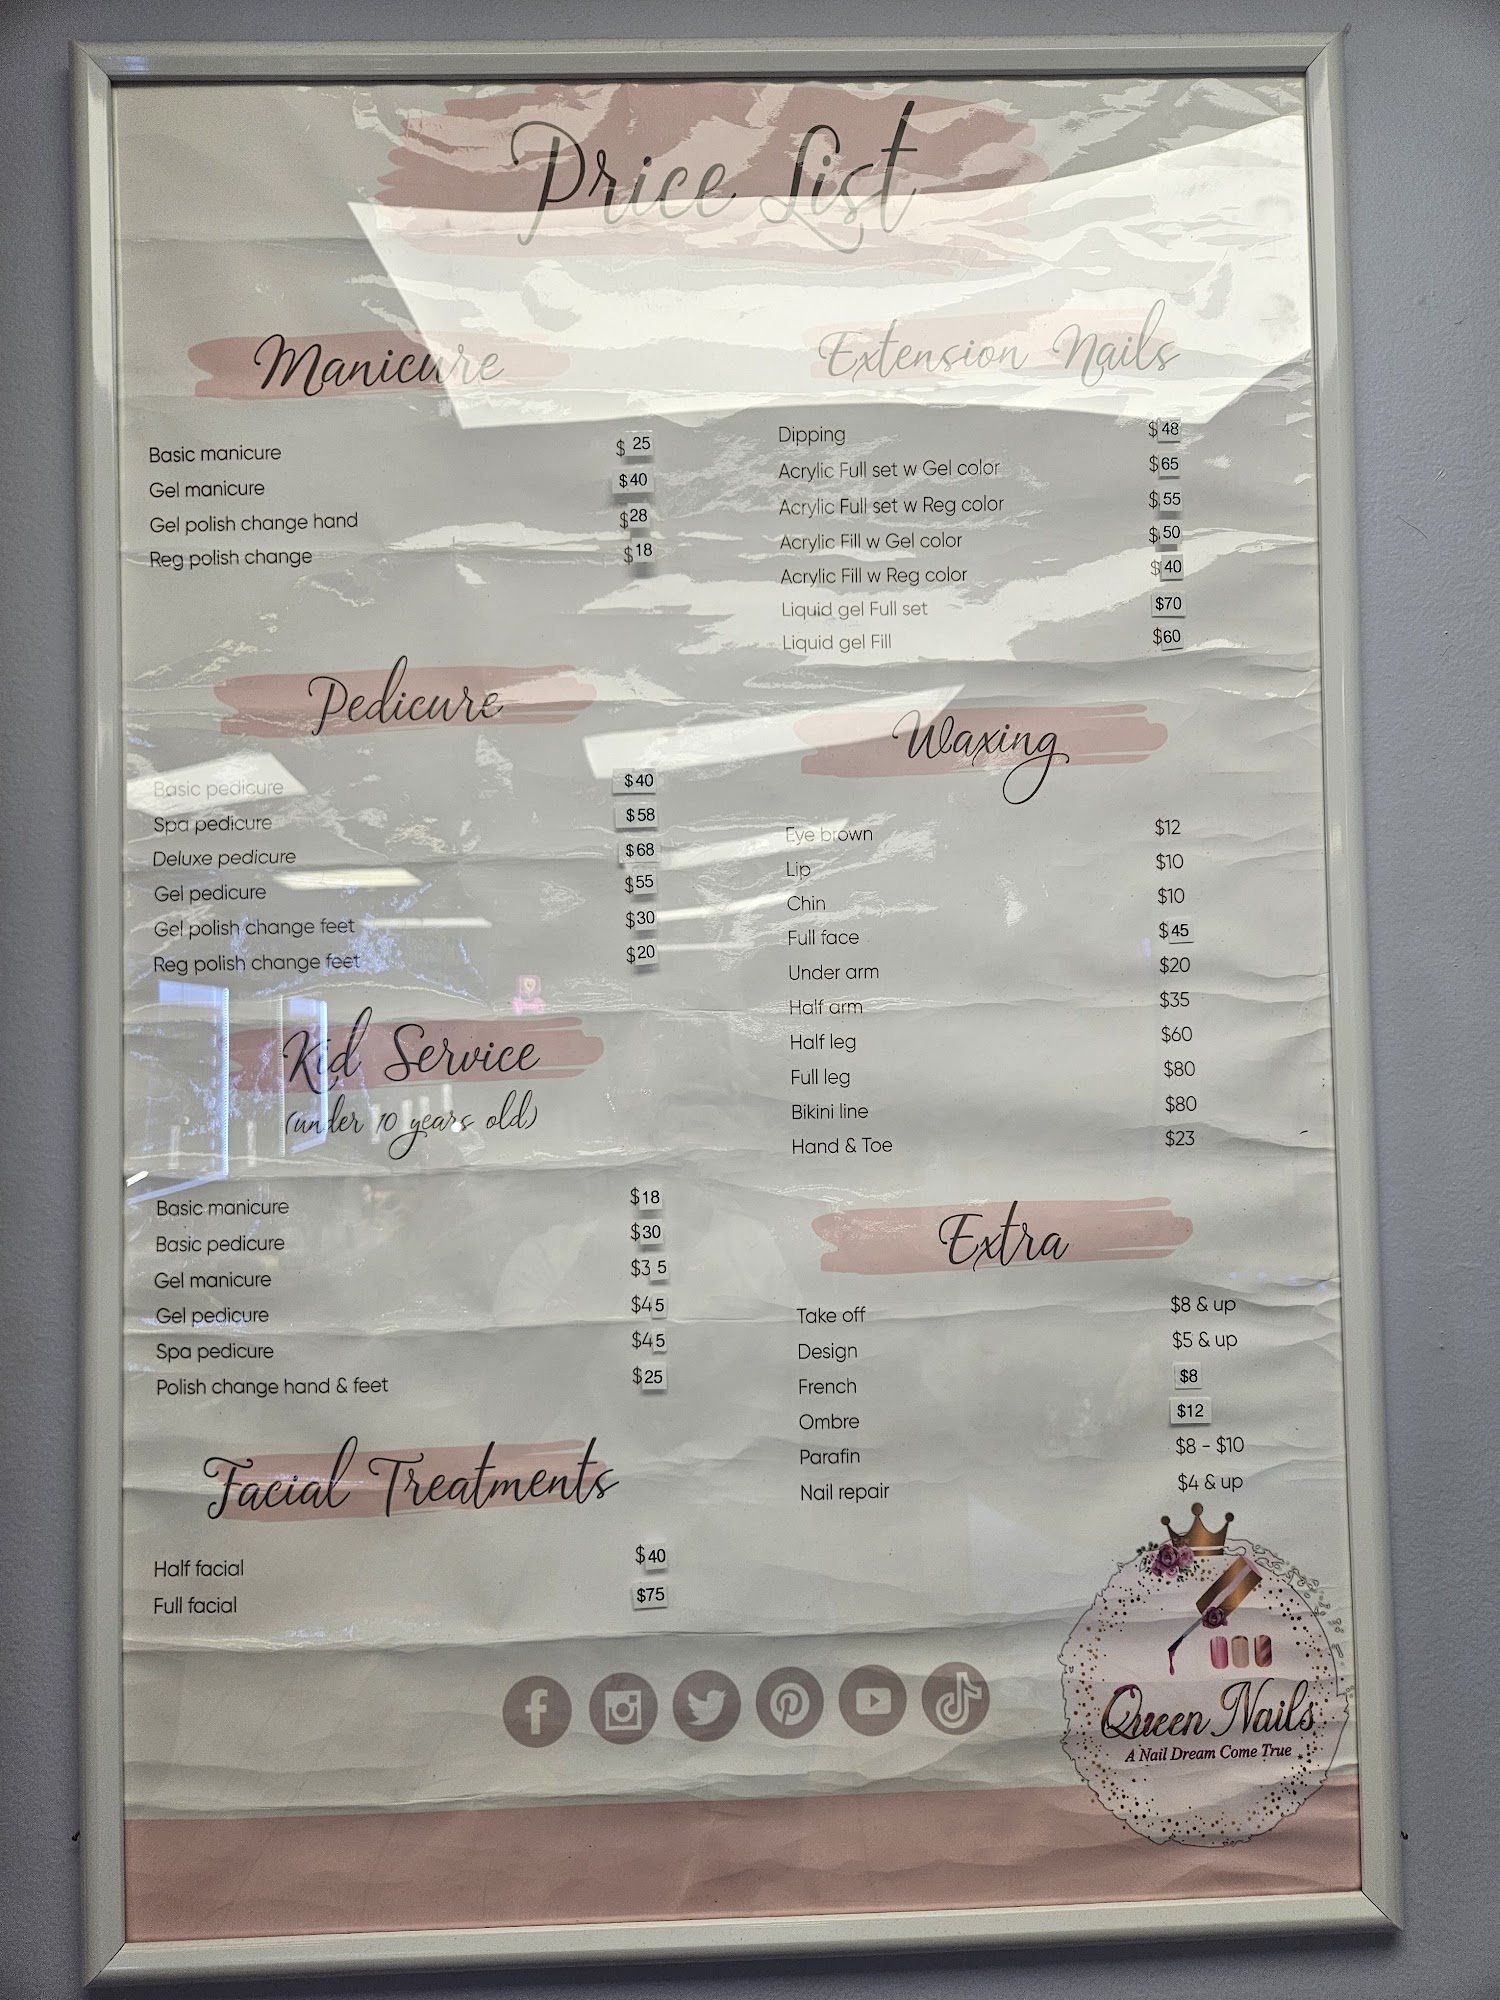 Price List
Manicure
Basic manicure $25
Gel manicure $40
Gel polish change hand $28
Reg polish change $18
Pedicure
Basic pedicure $40
Spa pedicure $58
Deluxe pedicure $68
Gel pedicure $55
Gel polish change feet $30
Reg polish change feet $20
Kid Service
(under 10 years old)
Basic manicure $18
Basic pedicure $30
Gel manicure $35
Gel pedicure $45
Spa pedicure $45
Polish change hand & feet $25
Facial Treatments
Half facial $40
Full facial $75
Extension Nails
Dipping $48
Acrylic Full set w Gel color $65
Acrylic Full set w Reg color $55
Acrylic Fill w Gel color $50
Acrylic Fill w Reg color $40
Liquid gel Full set $70
Liquid gel Fill $60
Waxing
Eye brown $12
Lip $10
Chin $10
Full face $45
Under arm $20
Half arm $35
Half leg $60
Full leg $80
Bikini line $80
Hand & Toe $23
Extra
Take off $8 & up
Design $5 & up
French $8
Ombre $12
Parafin $8 - $10
Nail repair $4 & up
Queen Nails
A Nail Dream Come True